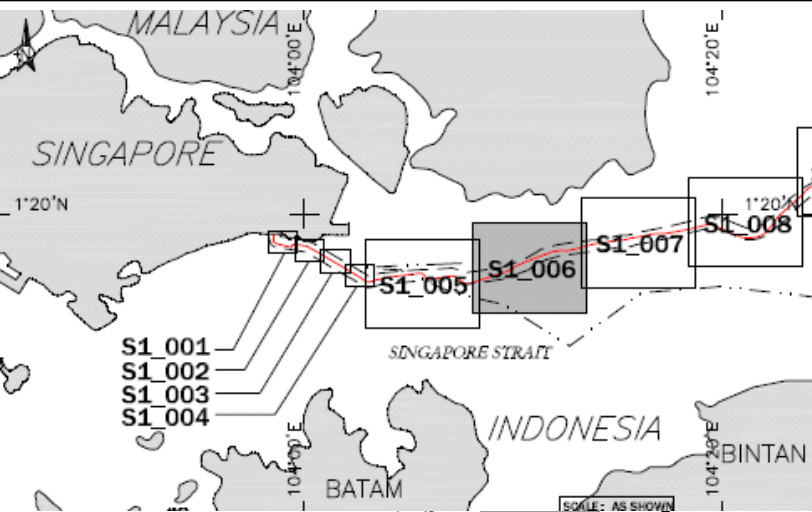 MALAYSIA
104°00'E
104°20'E
SINGAPORE
1°20'N
1°20'N
S1_008
S1_007
S1_006
S1_005
S1_001
S1_002
S1_003
S1_004
SINGAPORE STRAIT
INDONESIA
104°00'E
104°20'E
BINTAN
BATAM
SCALE: AS SHOWN